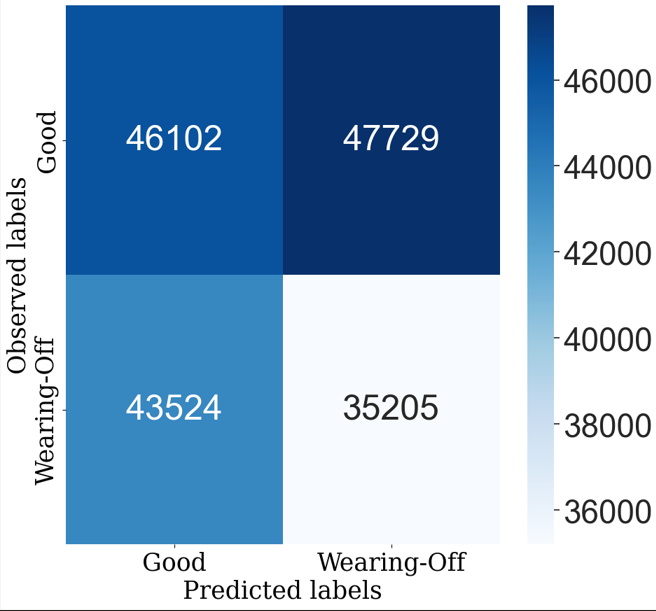 Observed labels
Good
Wearing-Off
46102
47729
43524
35205
Good
Wearing-Off
Predicted labels
46000
44000
42000
40000
38000
36000